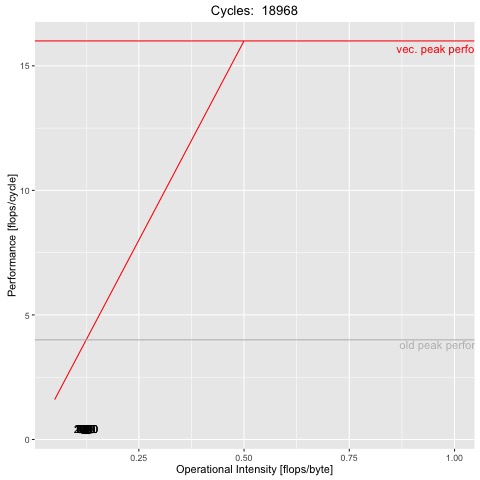 Cycles: 18968
vec. peak perfo
15
10
old peak perfor
5
0
0.25 0.50 0.75 1.00
Operational Intensity [flops/byte]
Performance [flops/cycle]